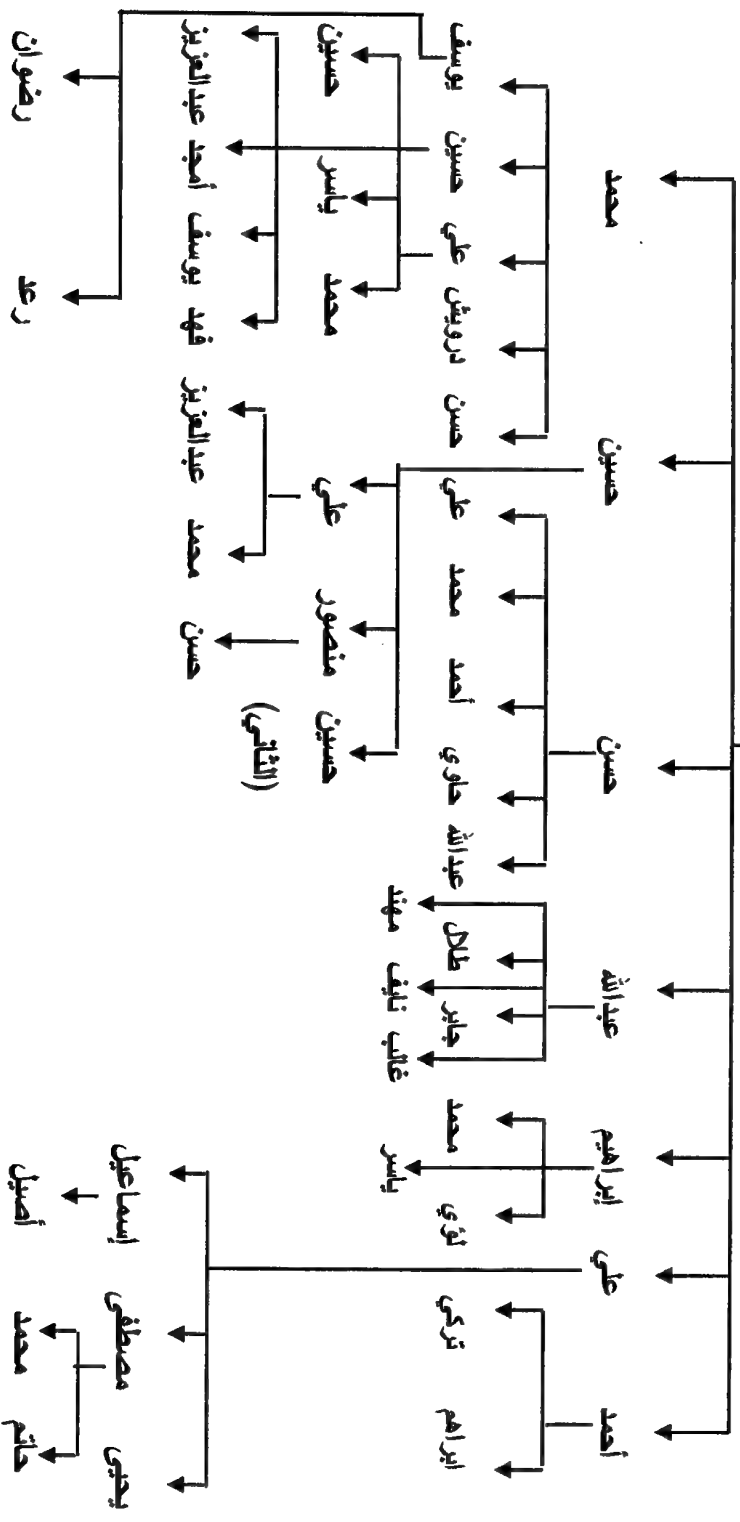 أحمد علي إبراهيم عبدالله حسن حسين محمد
ابراهم تركي لؤي محمد جابر طلال عبدالله حاوي أحمد محمد علي حسن درويش علي حسين يوسف
ياسر غالب نايف مهند
حسين منصور علي محمد ياسر حسين
(الثاني)
حسن محمد عبدالعزيز فهد يوسف أمجد عبدالعزيز
يحيى مصطفى إسماعيل
حاتم محمد أصيل رعد رضوان